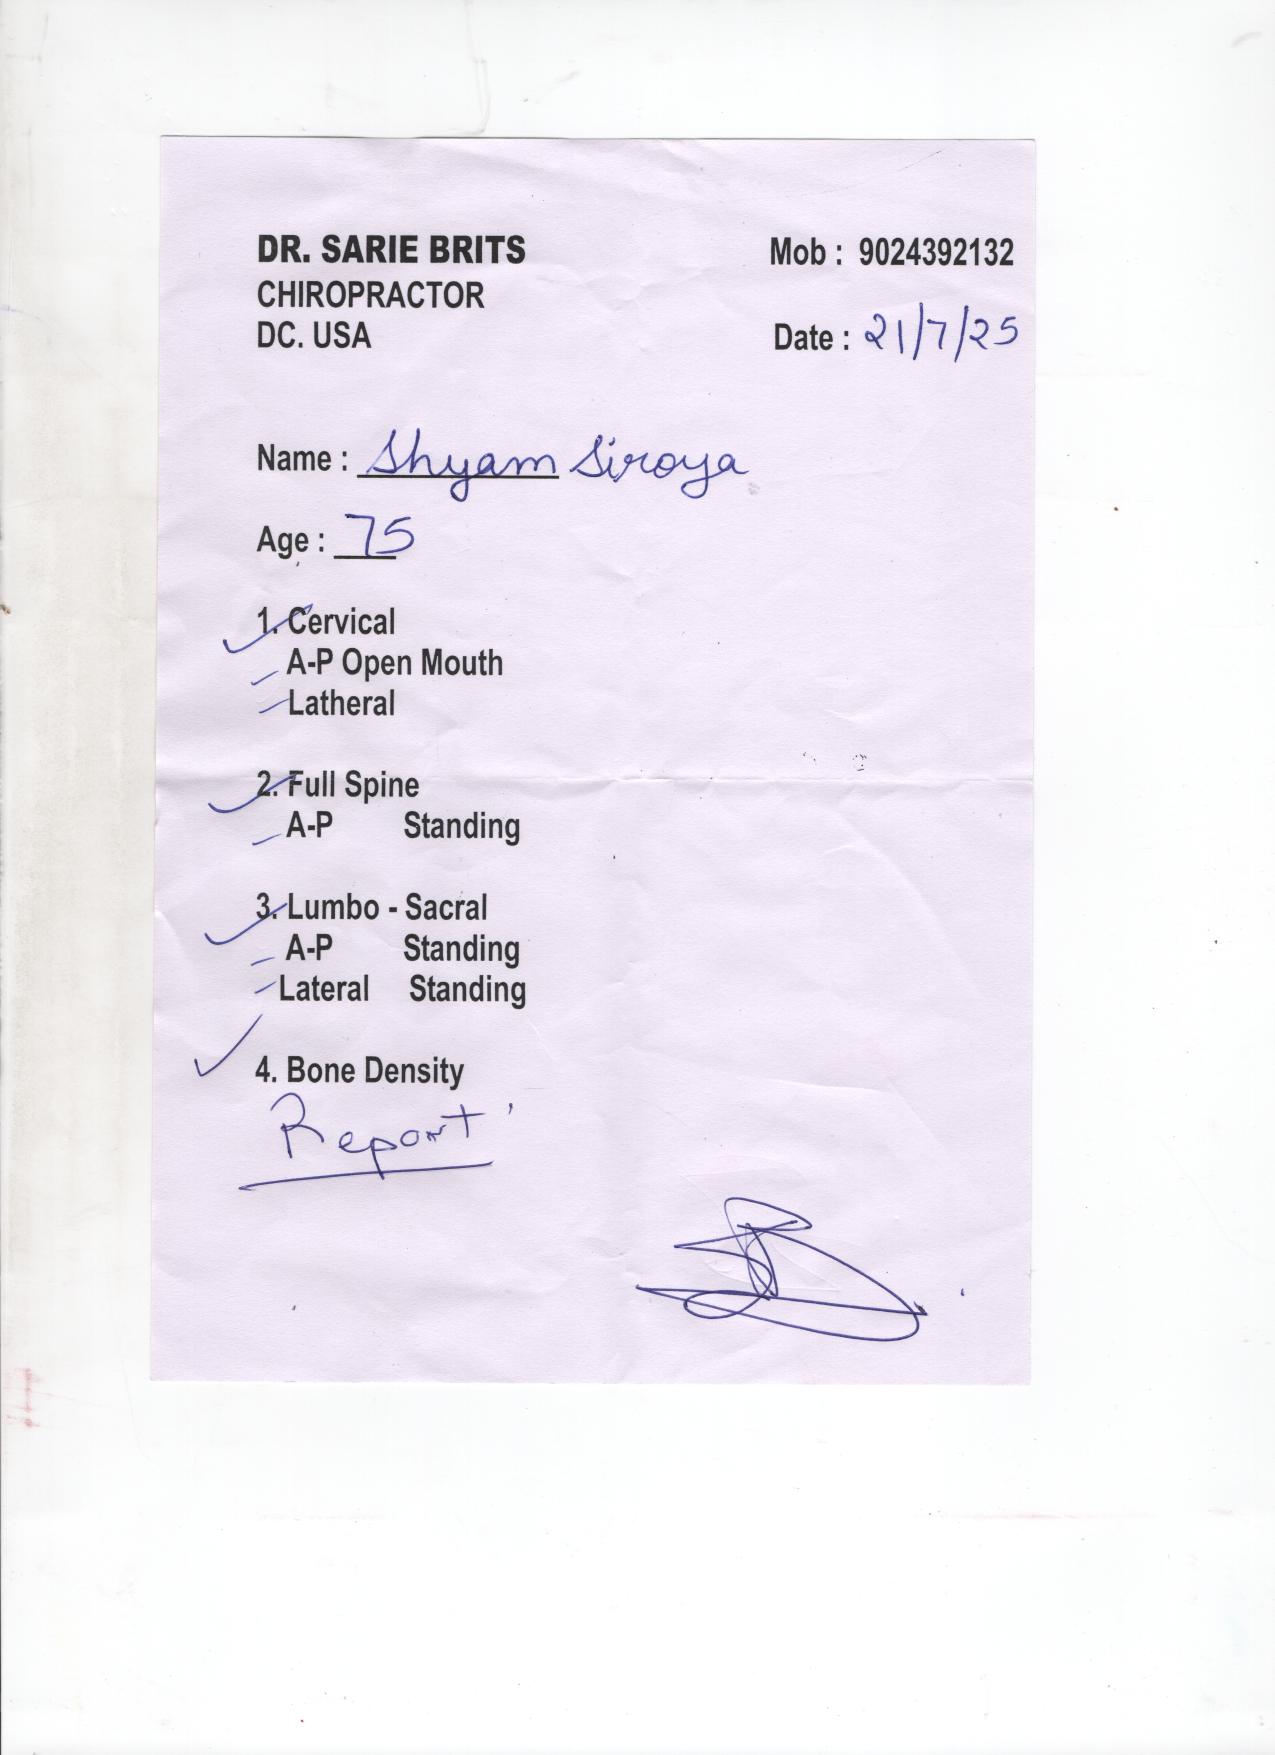 DR. SARIE BRITS
Mob : 9024392132
CHIROPRACTOR
DC. USA
Date : 21/7/25
Name : Shyam Siroya
Age : 75
1. Cervical
A-P Open Mouth
Latheral
2. Full Spine
A-P Standing
3. Lumbo - Sacral
A-P Standing
Lateral Standing
4. Bone Density
Report